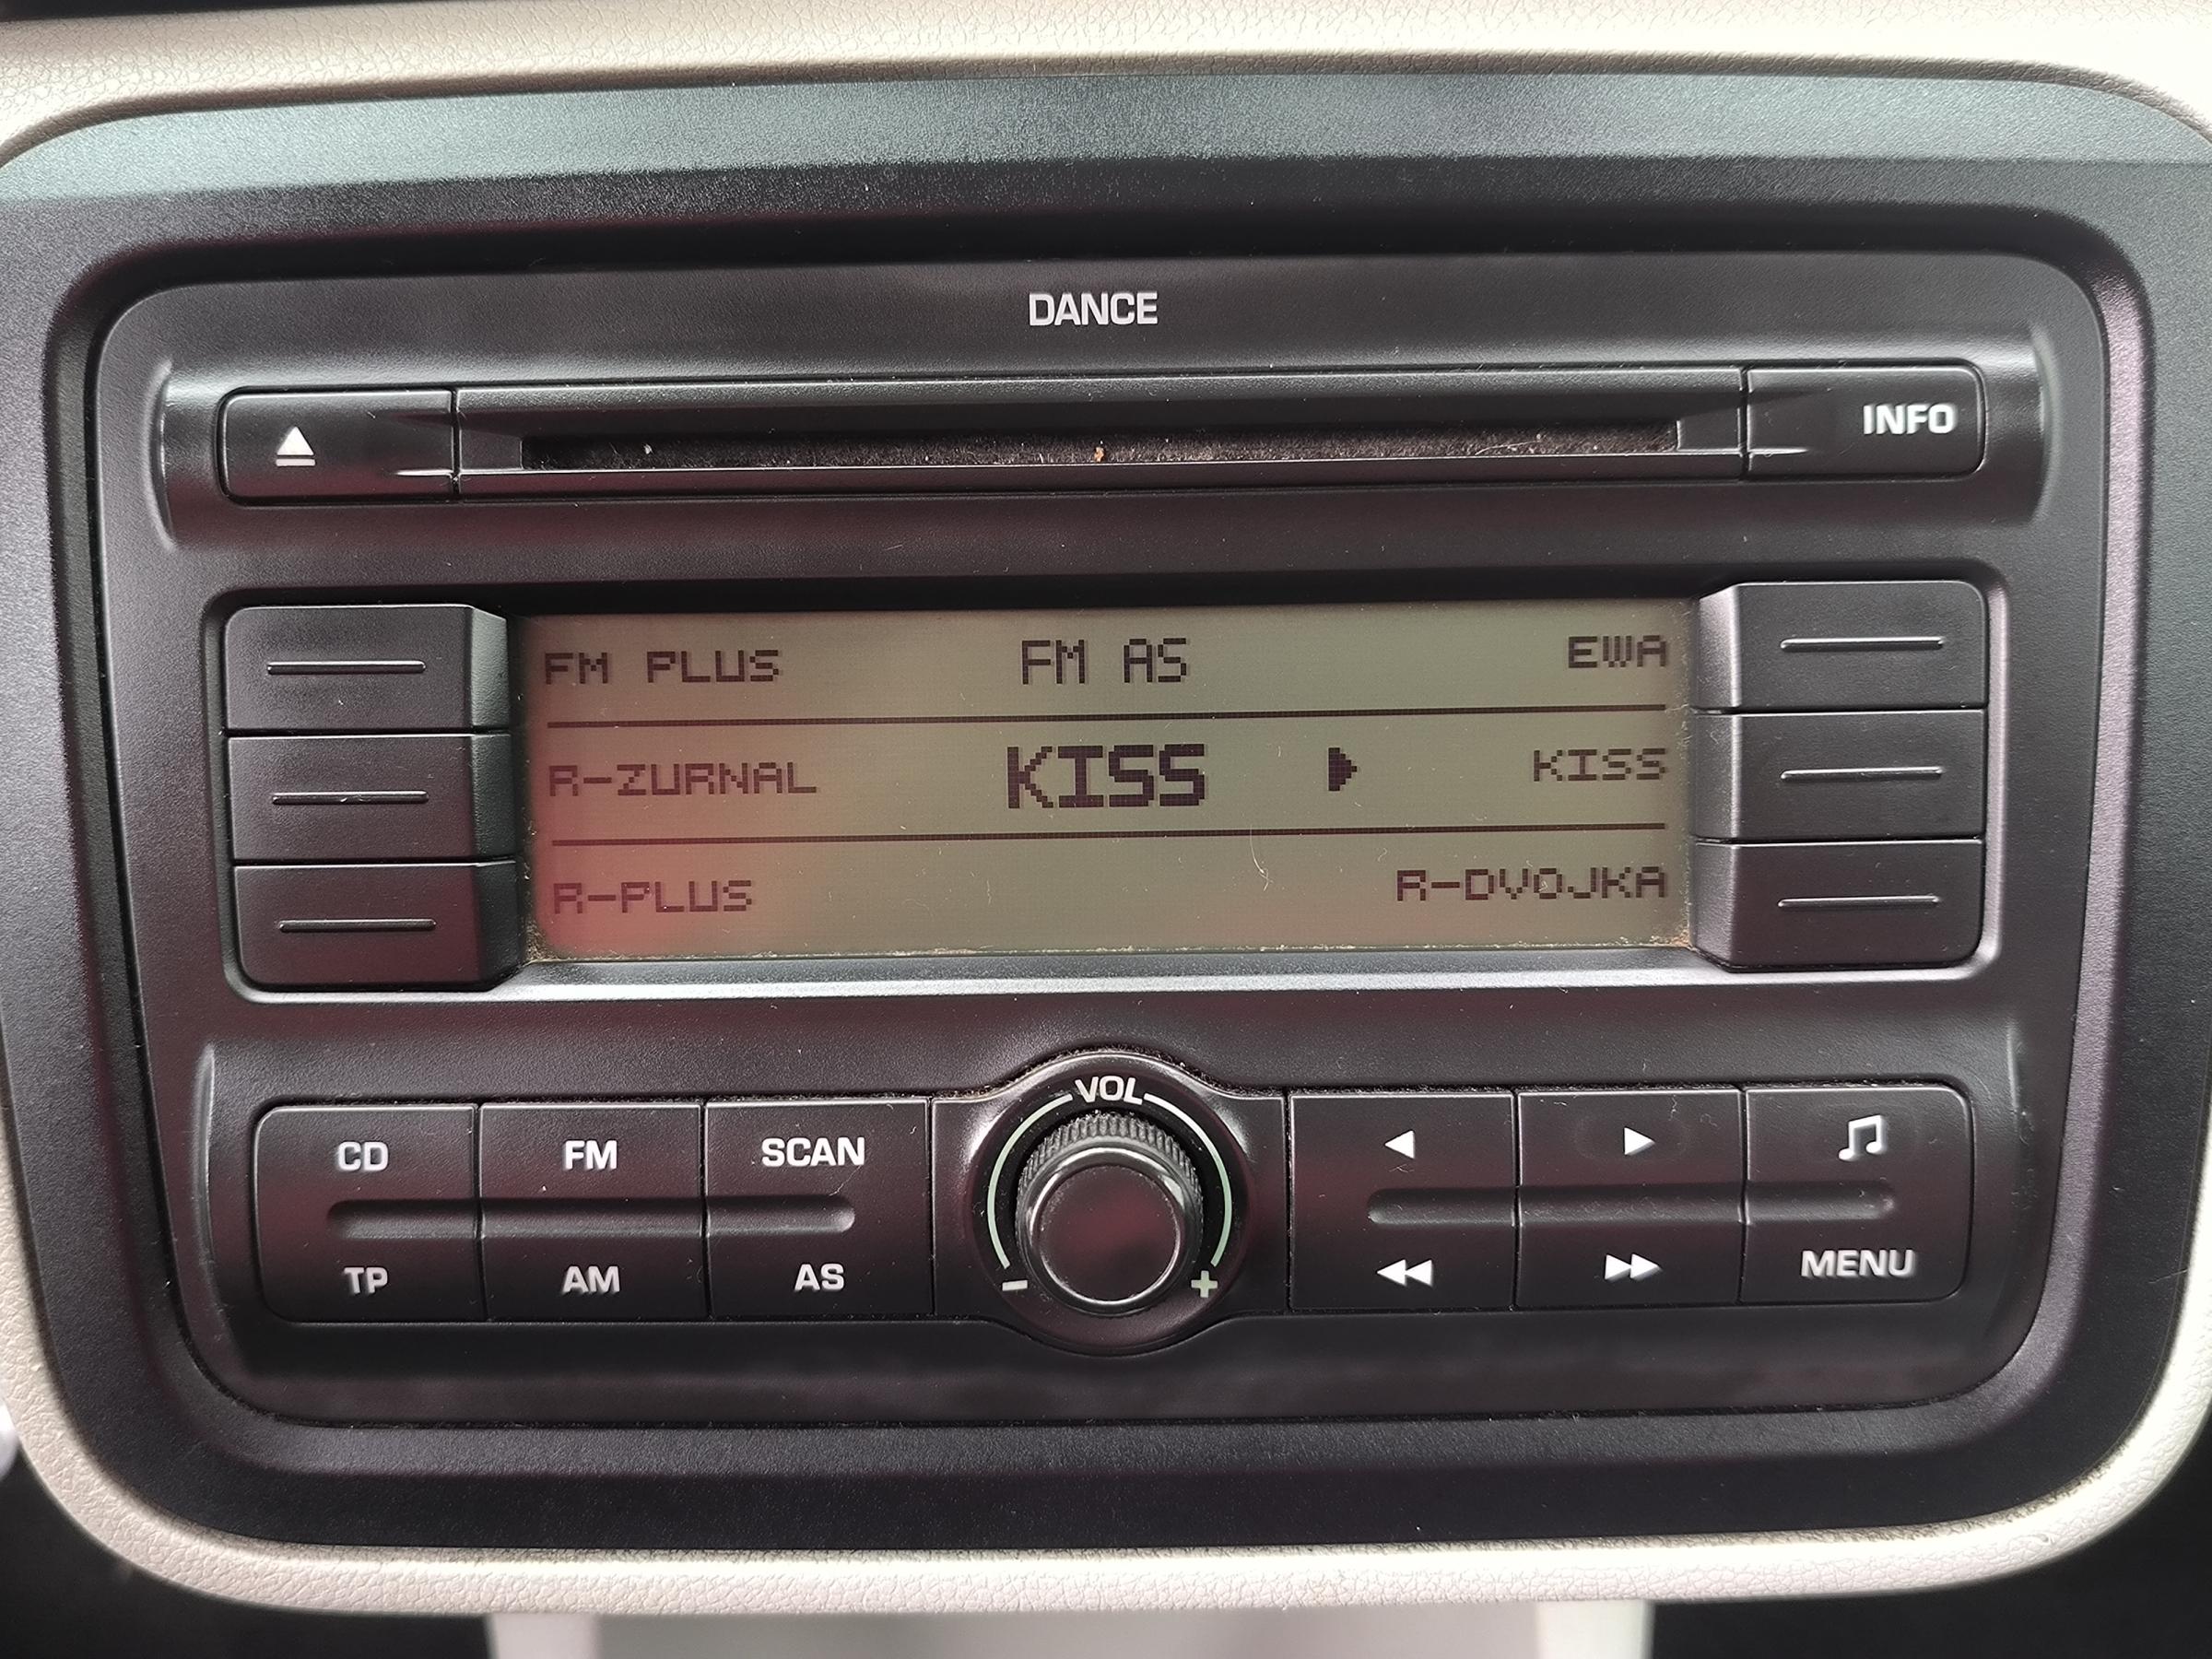 DANCE
INFO
FM PLUS FM AS EWA
R-ZURNAL KISS KISS
R-PLUS R-DVOJKA
VOL
CD FM SCAN
TP AM AS - + MENU